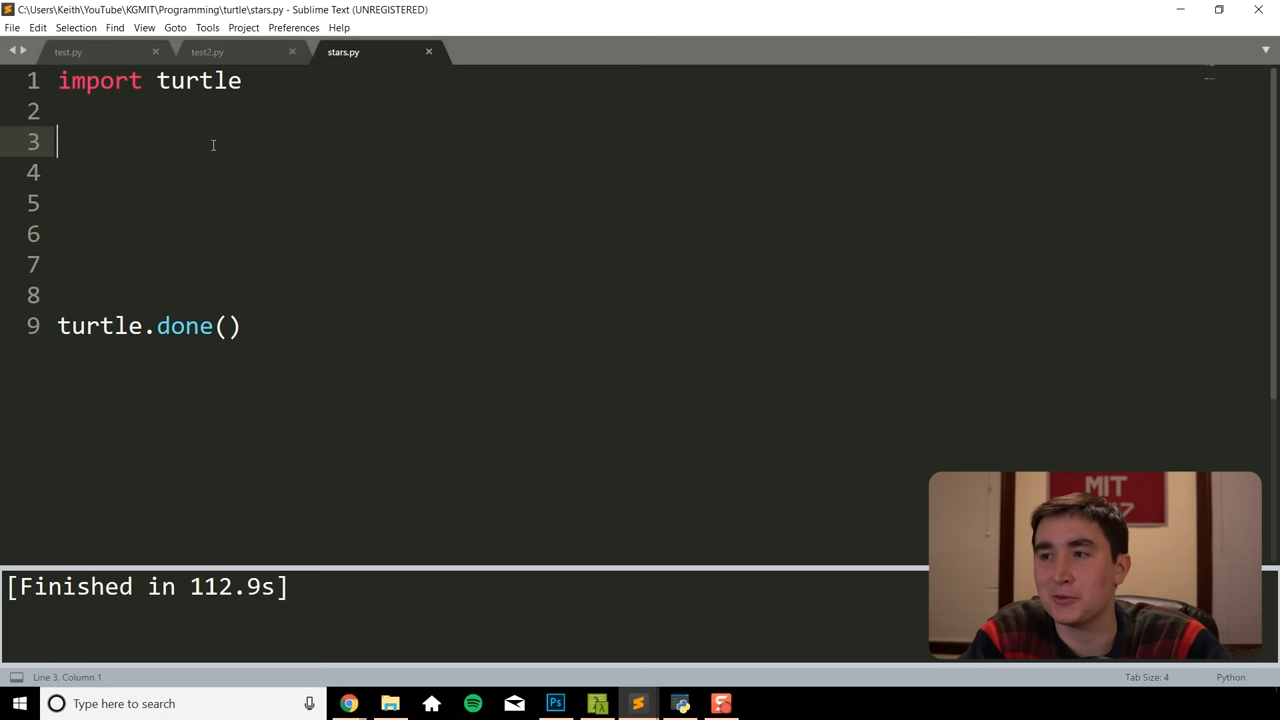 C:\Users\Keith\YouTube\KGMIT\Programming\turtle\stars.py - Sublime Text (UNREGISTERED)
File Edit Selection Find View Goto Tools Project Preferences Help
test.py test2.py stars.py
1 import turtle
2
3
4
5
6
7
8
9 turtle.done()
MIT
[Finished in 112.9s]
Line 3, Column 1 Tab Size: 4 Python
Type here to search
Ps